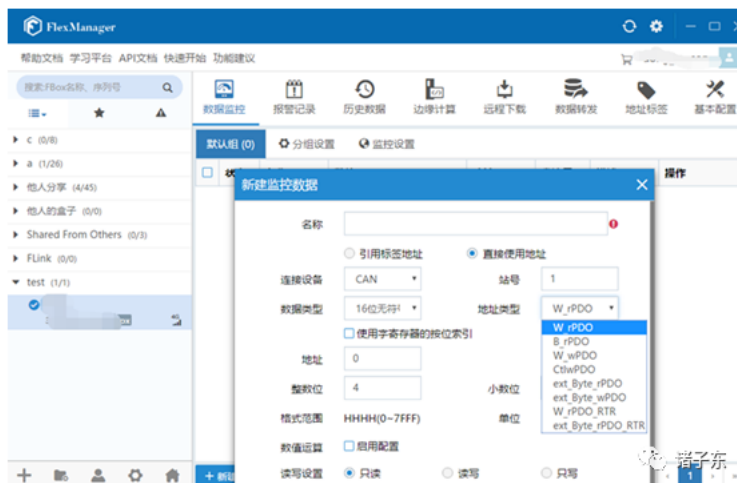 FlexManager
帮助文档 学习平台 API文档 快速开始 功能建议
搜索:FBox名称、序列号
数据监控 报警记录 历史数据 边缘计算 远程下载 数据转发 地址标签 基本配置
默认组 (0) 分组设置 监控设置
操作
c (0/8)
a (1/26)
他人分享 (4/45)
他人的盒子 (0/0)
Shared From Others (0/3)
FLink (0/0)
test (1/1)
4G
新建监控数据
名称
引用标签地址 直接使用地址
连接设备 CAN 站号 1
数据类型 16位无符 地址类型 W_rPDO
使用字寄存器的按位索引
W_rPDO
B_rPDO
W_wPDO
CtlwPDO
ext_Byte_rPDO
ext_Byte_wPDO
W_rPDO_RTR
ext_Byte_rPDO_RTR
地址 0
整数位 4 小数位
格式范围 HHHH(0~7FFF) 单位
数值运算 启用配置
读写设置 只读 读写 只写
+ 新建
1
诸子东